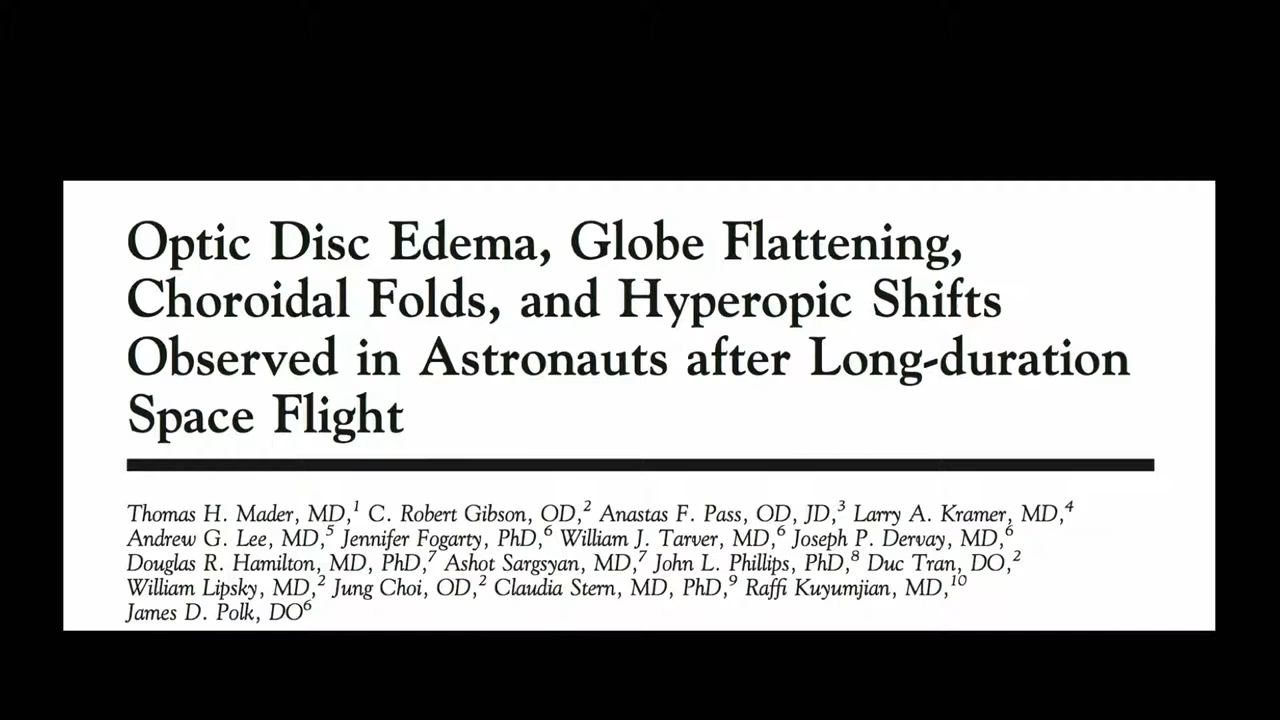 Optic Disc Edema, Globe Flattening,
Choroidal Folds, and Hyperopic Shifts
Observed in Astronauts after Long-duration
Space Flight
Thomas H. Mader, MD,¹ C. Robert Gibson, OD,² Anastas F. Pass, OD, JD,³ Larry A. Kramer, MD,⁴
Andrew G. Lee, MD,⁵ Jennifer Fogarty, PhD,⁶ William J. Tarver, MD,⁶ Joseph P. Dervay, MD,⁶
Douglas R. Hamilton, MD, PhD,⁷ Ashot Sargsyan, MD,⁷ John L. Phillips, PhD,⁸ Duc Tran, DO,²
William Lipsky, MD,² Jung Choi, OD,² Claudia Stern, MD, PhD,⁹ Raffi Kuyumjian, MD,¹⁰
James D. Polk, DO⁶